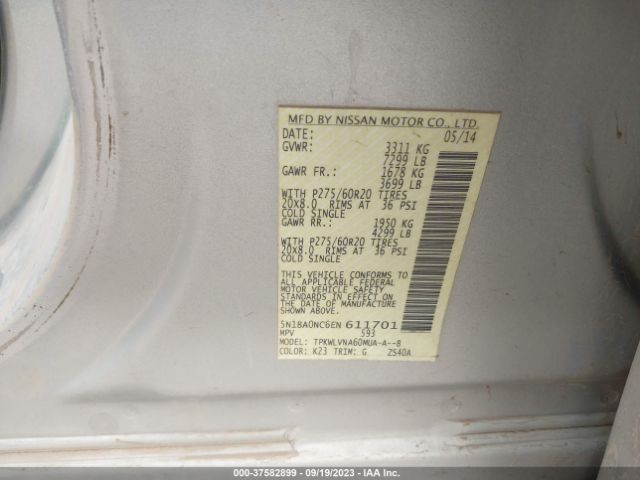 MFD BY NISSAN MOTOR CO., LTD.
DATE: 05/14
GVWR: 3311 KG
7299 LB
GAWR FR.: 1678 KG
3699 LB
WITH P275/60R20 TIRES
20x8.0 RIMS AT 36 PSI
COLD SINGLE
GAWR RR.: 1950 KG
4299 LB
WITH P275/60R20 TIRES
20x8.0 RIMS AT 36 PSI
COLD SINGLE
THIS VEHICLE CONFORMS TO
ALL APPLICABLE FEDERAL
MOTOR VEHICLE SAFETY
STANDARDS IN EFFECT ON
THE DATE OF MANUFACTURE
SHOWN ABOVE.
5N1BA0NC6EN 611701
MPV 593
MODEL: TPKWLVNA60MUA-A--B
COLOR: K23 TRIM: G ZS40A
000-37582899 - 09/19/2023 - IAA Inc.